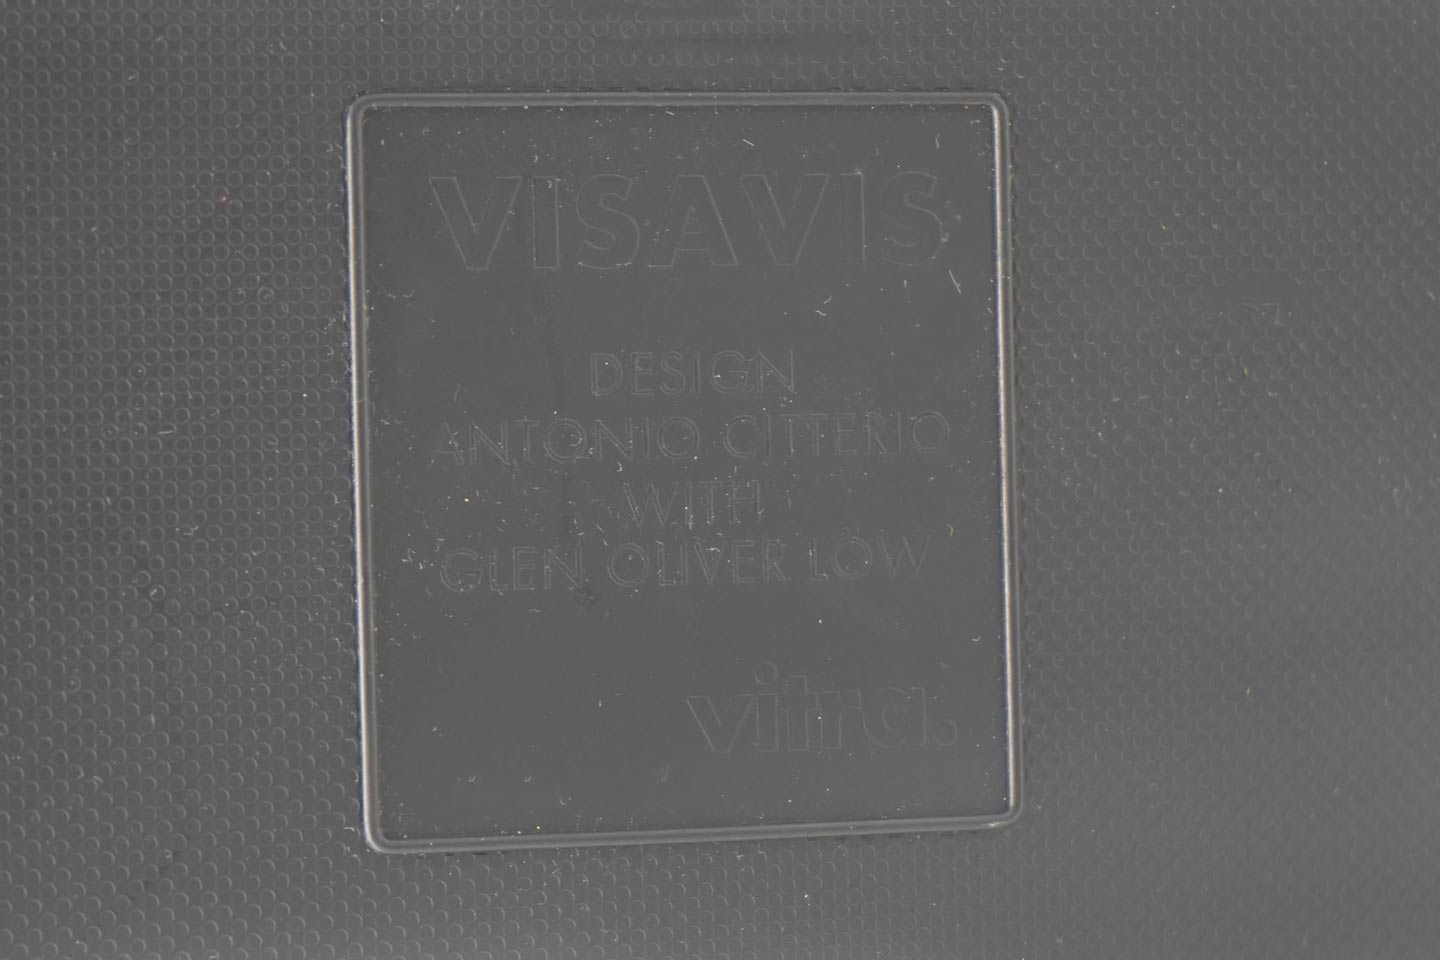 VISAVIS
DESIGN
ANTONIO CITTERIO
WITH
GLEN OLIVER LÖW
vitra.